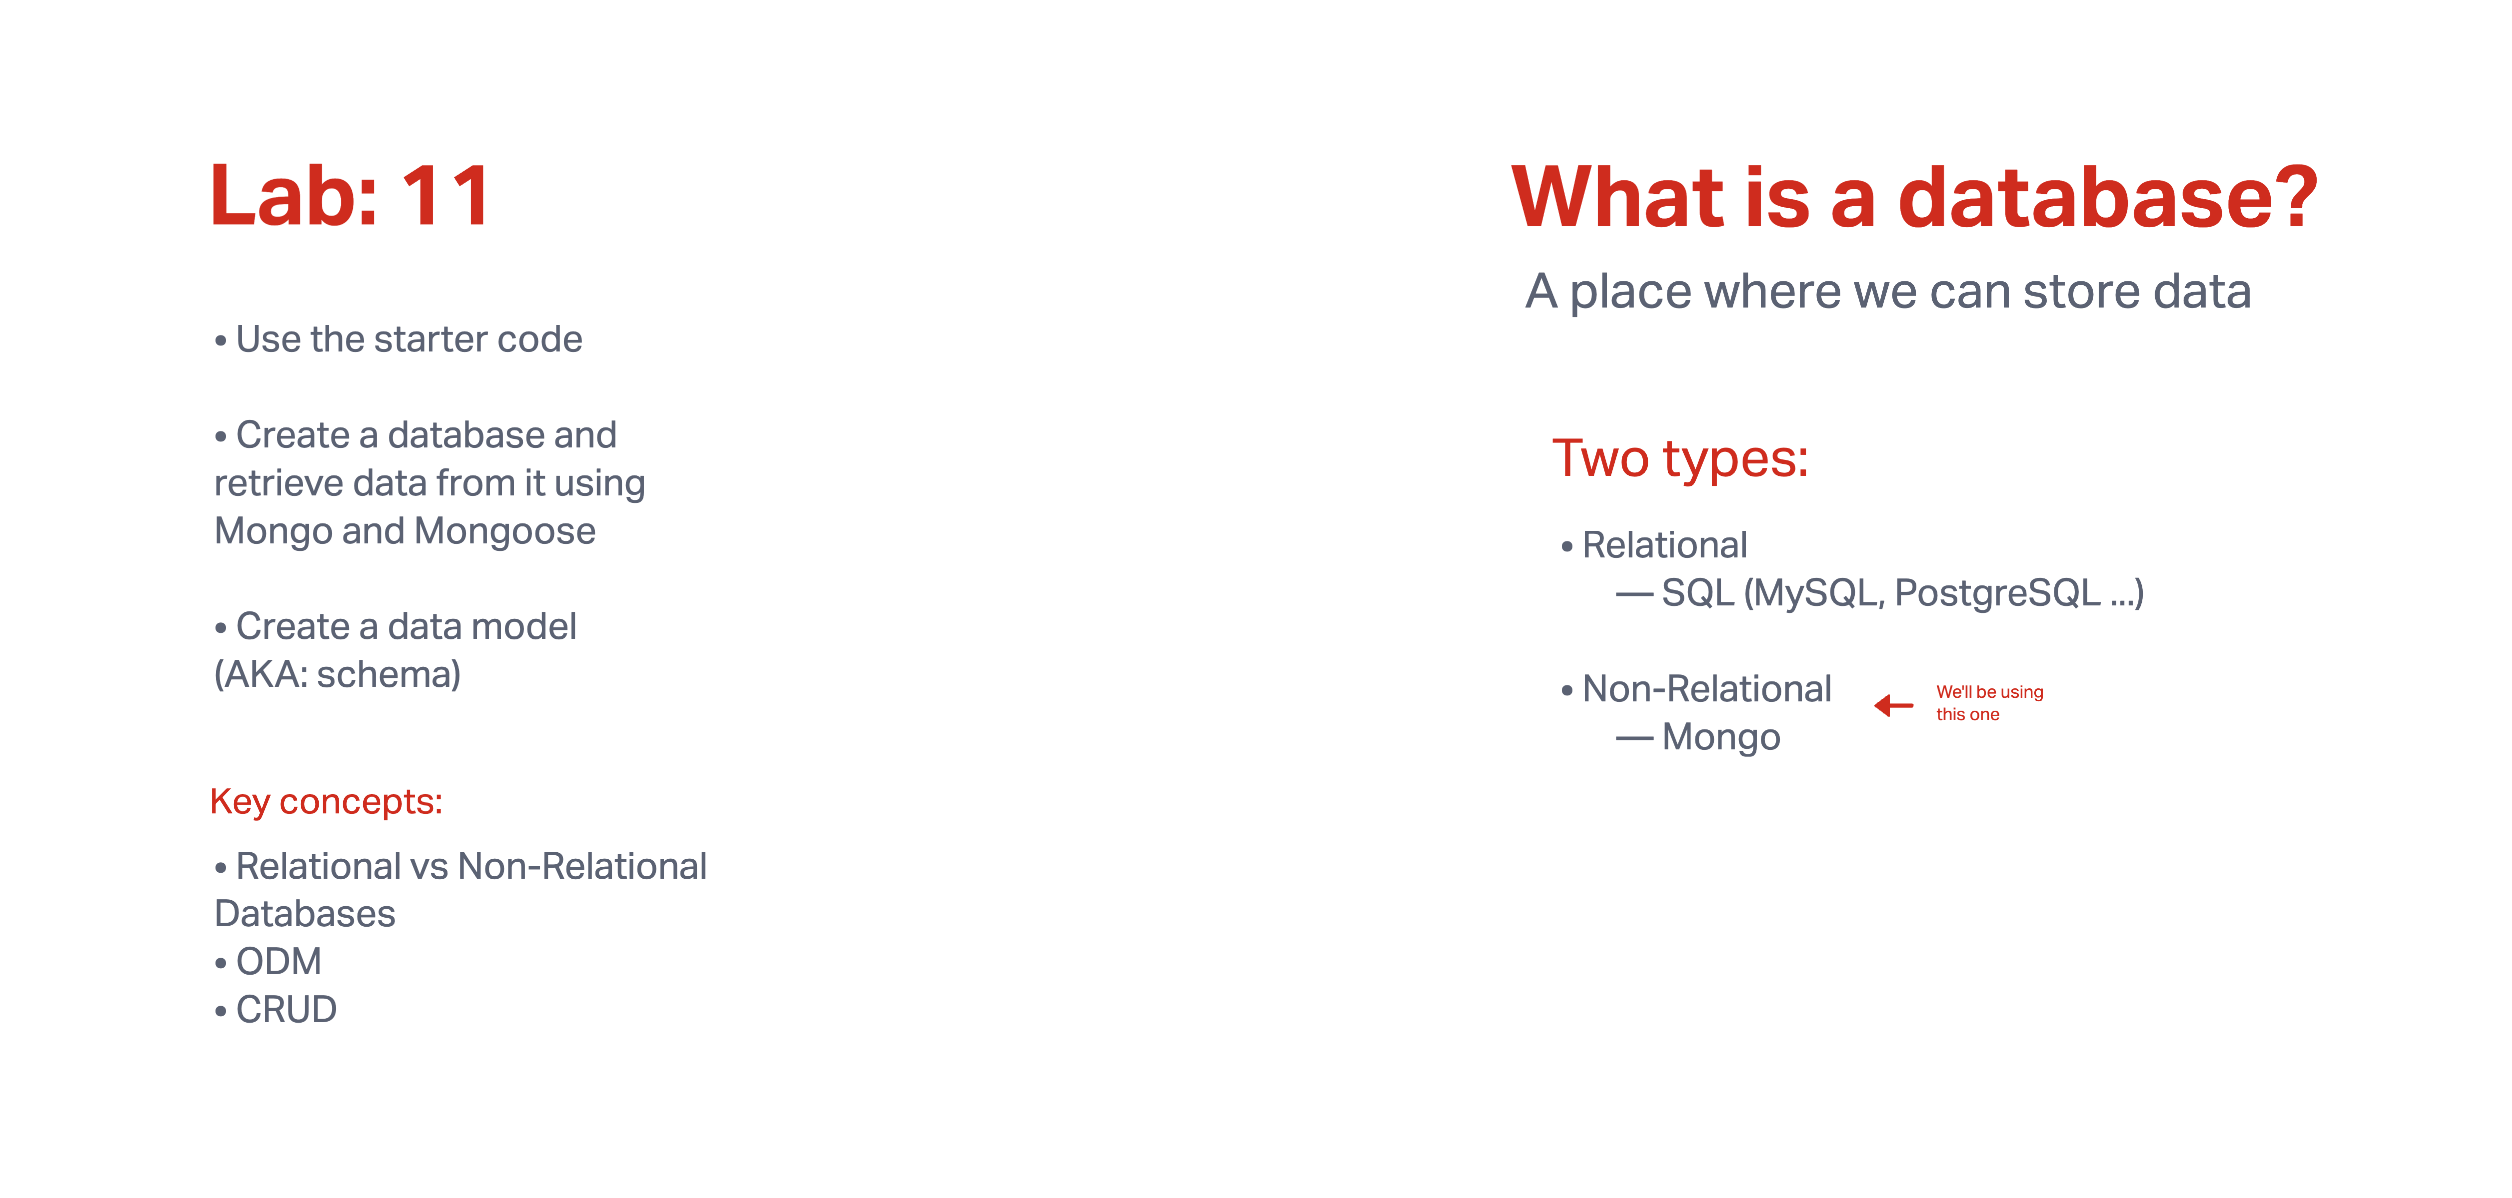 Lab: 11
• Use the starter code
• Create a database and
retrieve data from it using
Mongo and Mongoose
• Create a data model
(AKA: schema)
Key concepts:
• Relational vs Non-Relational
Databases
• ODM
• CRUD
What is a database?
A place where we can store data
Two types:
• Relational
— SQL (MySQL, PostgreSQL ...)
• Non-Relational
— Mongo
We'll be using
this one